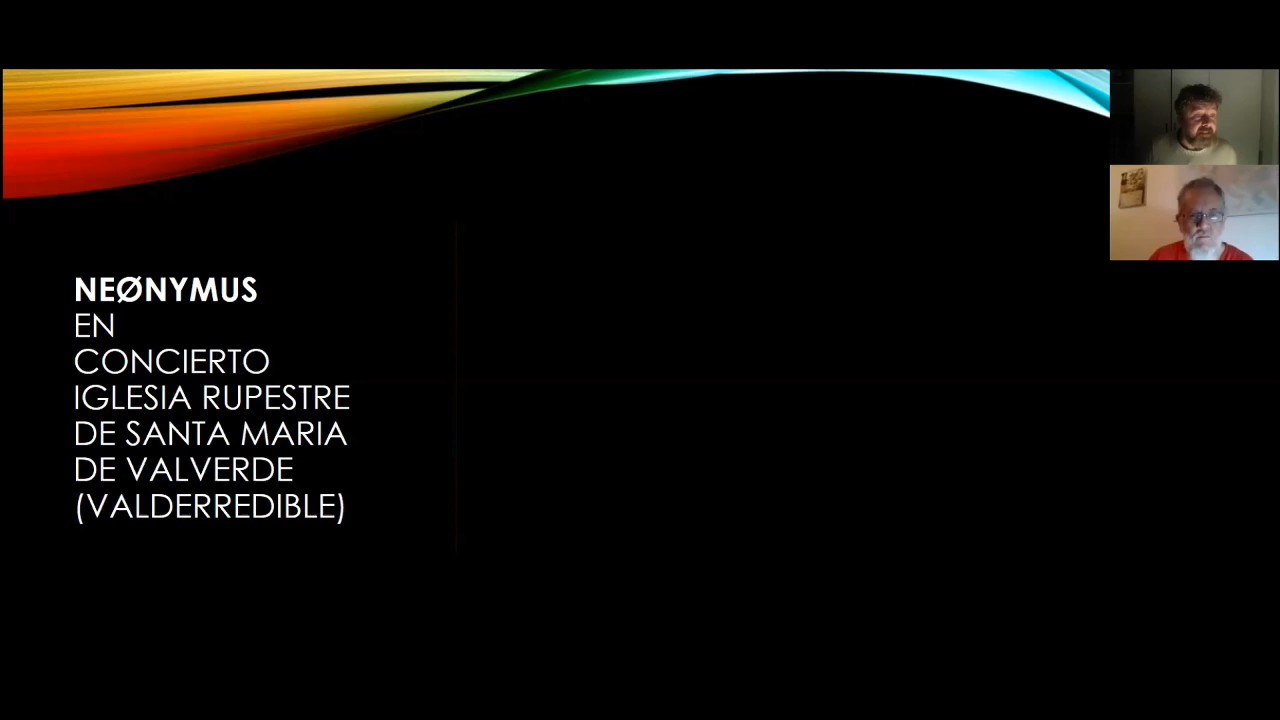 NEØNYMUS
EN
CONCIERTO
IGLESIA RUPESTRE
DE SANTA MARIA
DE VALVERDE
(VALDERREDIBLE)